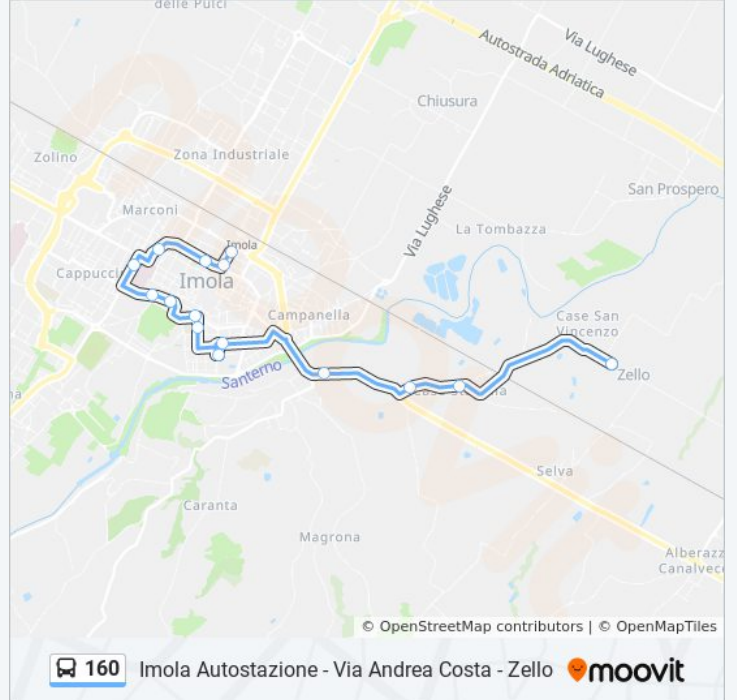 delle Pulci
Via Lughese
Autostrada Adriatica
Chiusura
Zolino
Zona Industriale
San Prospero
Marconi
Via Lughese
La Tombazza
Imola
Cappucci
Imola
Campanella
Case San
Vincenzo
Santerno
Zello
na
Selva
Caranta
Magrona
Alberazz
Canalvecc
© OpenStreetMap contributors | © OpenMapTiles
160 Imola Autostazione - Via Andrea Costa - Zello moovit